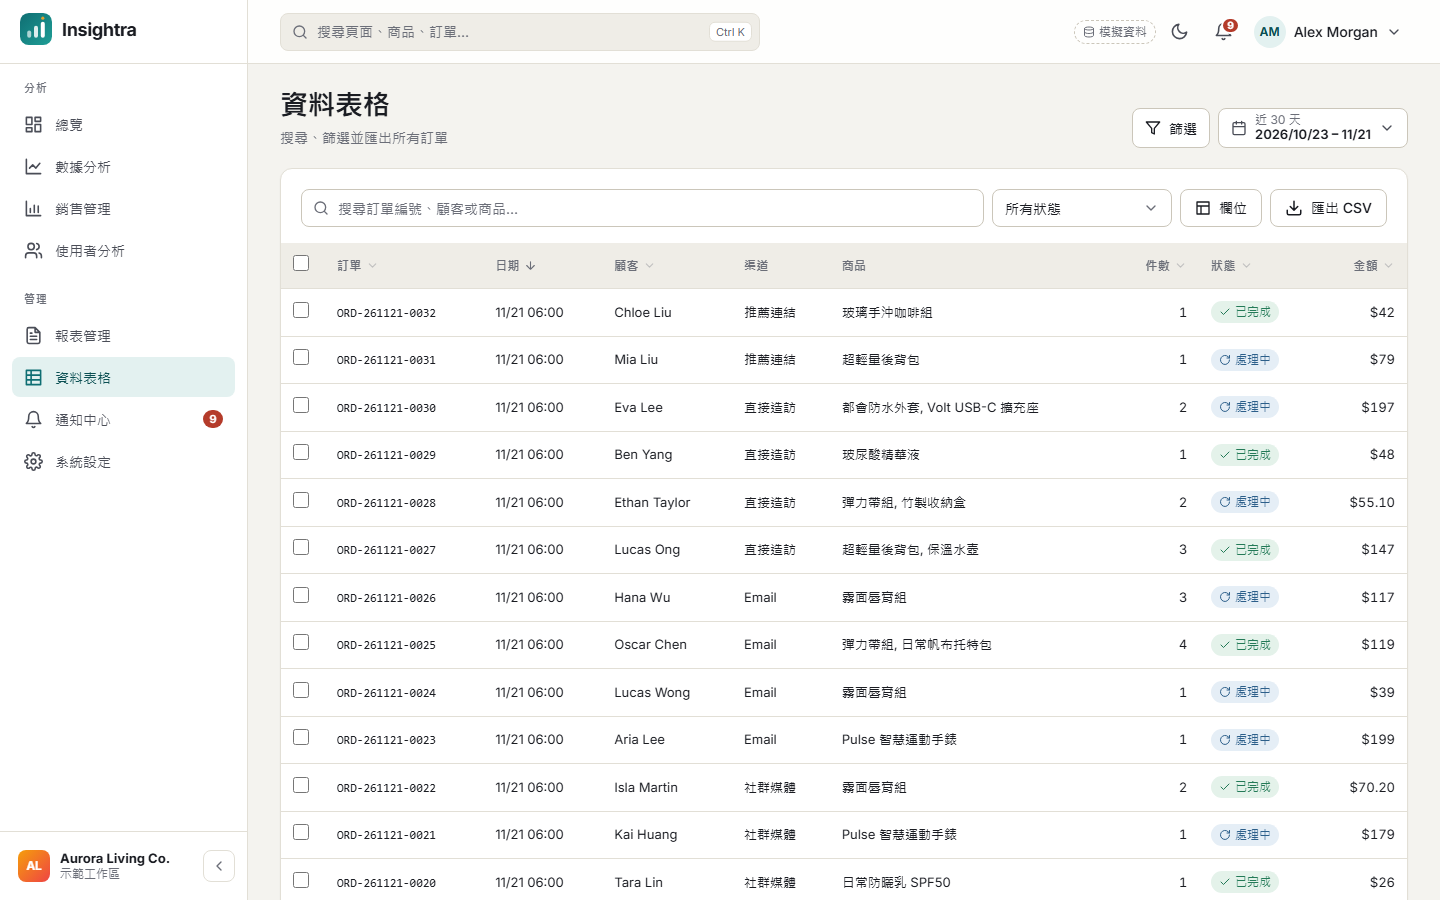 Insightra
搜尋頁面、商品、訂單...
Ctrl K
模擬資料
9
AM
Alex Morgan
分析
總覽
數據分析
銷售管理
使用者分析
管理
報表管理
資料表格
通知中心
9
系統設定
AL
Aurora Living Co.
示範工作區
資料表格
搜尋、篩選並匯出所有訂單
篩選
近 30 天
2026/10/23 – 11/21
搜尋訂單編號、顧客或商品...
所有狀態
欄位
匯出 CSV
訂單 日期 顧客 渠道 商品 件數 狀態 金額
ORD-261121-0032 11/21 06:00 Chloe Liu 推薦連結 玻璃手沖咖啡組 1 已完成 $42
ORD-261121-0031 11/21 06:00 Mia Liu 推薦連結 超輕量後背包 1 處理中 $79
ORD-261121-0030 11/21 06:00 Eva Lee 直接造訪 都會防水外套, Volt USB-C 擴充座 2 處理中 $197
ORD-261121-0029 11/21 06:00 Ben Yang 直接造訪 玻尿酸精華液 1 已完成 $48
ORD-261121-0028 11/21 06:00 Ethan Taylor 直接造訪 彈力帶組, 竹製收納盒 2 處理中 $55.10
ORD-261121-0027 11/21 06:00 Lucas Ong 直接造訪 超輕量後背包, 保溫水壺 3 已完成 $147
ORD-261121-0026 11/21 06:00 Hana Wu Email 霧面唇膏組 3 處理中 $117
ORD-261121-0025 11/21 06:00 Oscar Chen Email 彈力帶組, 日常帆布托特包 4 已完成 $119
ORD-261121-0024 11/21 06:00 Lucas Wong Email 霧面唇膏組 1 處理中 $39
ORD-261121-0023 11/21 06:00 Aria Lee Email Pulse 智慧運動手錶 1 處理中 $199
ORD-261121-0022 11/21 06:00 Isla Martin 社群媒體 霧面唇膏組 2 已完成 $70.20
ORD-261121-0021 11/21 06:00 Kai Huang 社群媒體 Pulse 智慧運動手錶 1 處理中 $179
ORD-261121-0020 11/21 06:00 Tara Lin 社群媒體 日常防曬乳 SPF50 1 已完成 $26